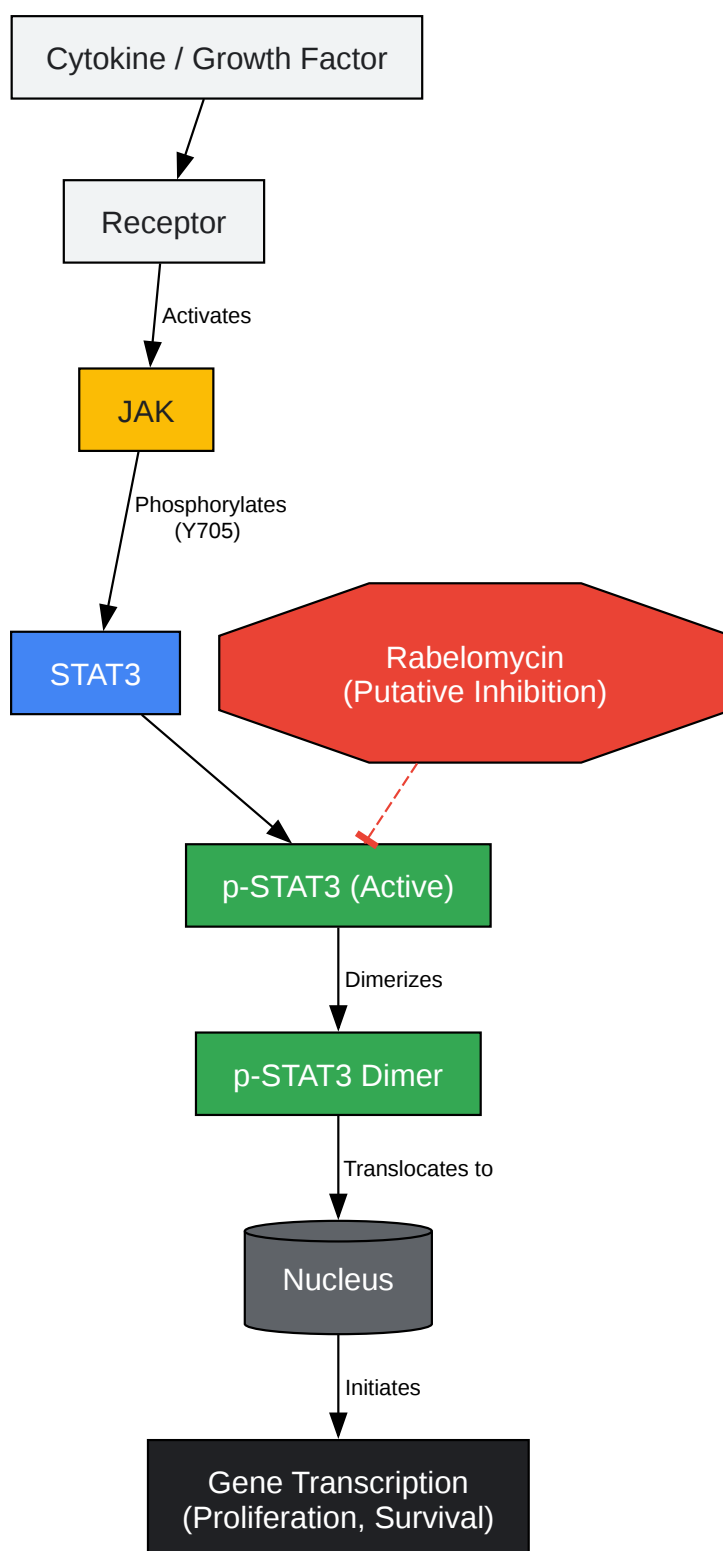 Cytokine / Growth Factor
Receptor
Activates
JAK
Phosphorylates
(Y705)
STAT3
Rabelomycin
(Putative Inhibition)
p-STAT3 (Active)
Dimerizes
p-STAT3 Dimer
Translocates to
Nucleus
Initiates
Gene Transcription
(Proliferation, Survival)